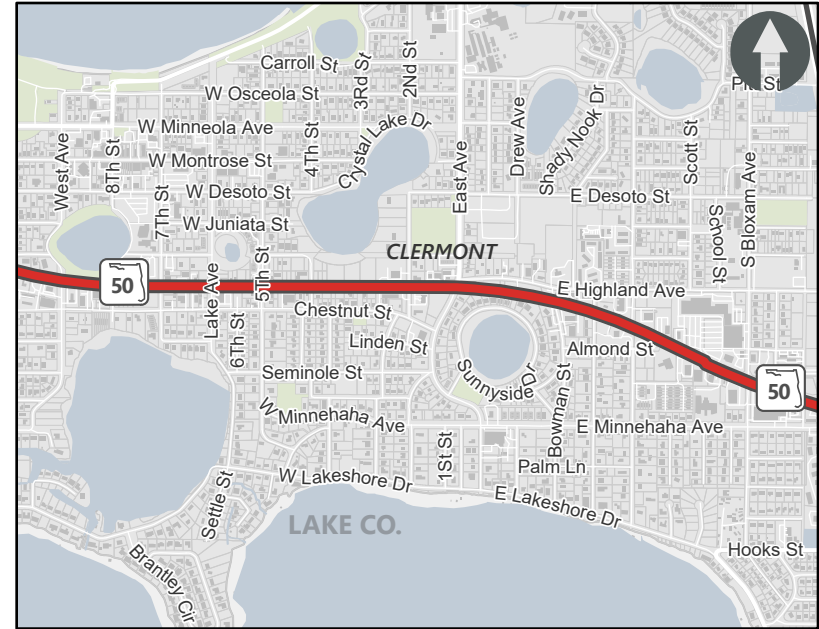 Carroll St
3Rd St
2Nd St
W Osceola St
Pitt St
W Minneola Ave
Drew Ave
Shady Nook Dr
Crystal Lake Dr
4Th St
Scott St
West Ave
8Th St
W Montrose St
W Desoto St
East Ave
E Desoto St
7Th St
W Juniata St
School St
S Bloxam Ave
CLERMONT
5Th St
50
E Highland Ave
Lake Ave
6Th St
Chestnut St
Linden St
Almond St
Seminole St
Sunnyside Dr
50
W Minnehaha Ave
Bowman St
E Minnehaha Ave
1St St
Palm Ln
W Lakeshore Dr
Settle St
E Lakeshore Dr
LAKE CO.
Hooks St
Brantley Cir